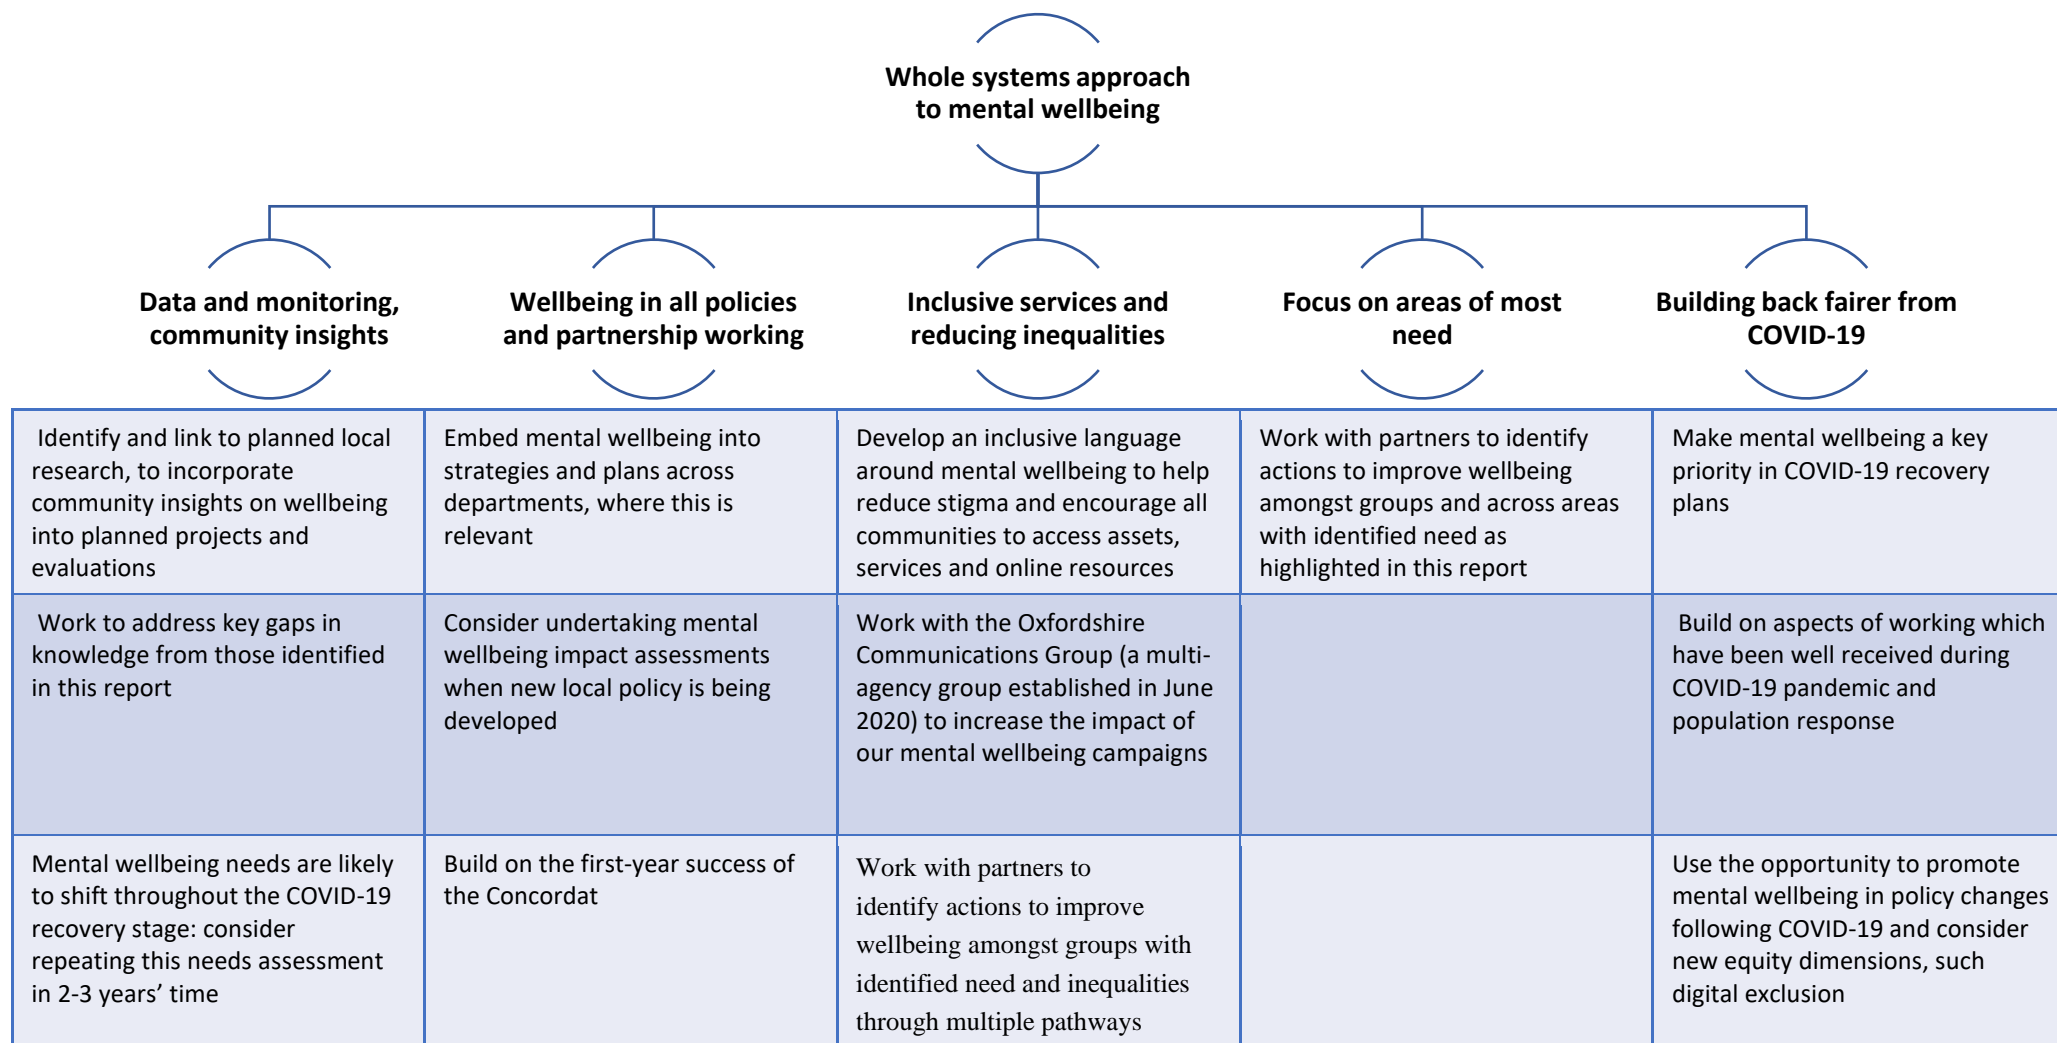 Whole systems approach
to mental wellbeing
Data and monitoring,
community insights
Wellbeing in all policies
and partnership working
Inclusive services and
reducing inequalities
Focus on areas of most
need
Building back fairer from
COVID-19
Identify and link to planned local
research, to incorporate
community insights on wellbeing
into planned projects and
evaluations
Embed mental wellbeing into
strategies and plans across
departments, where this is
relevant
Develop an inclusive language
around mental wellbeing to help
reduce stigma and encourage all
communities to access assets,
services and online resources
Work with partners to identify
actions to improve wellbeing
amongst groups and across areas
with identified need as
highlighted in this report
Make mental wellbeing a key
priority in COVID-19 recovery
plans
Work to address key gaps in
knowledge from those identified
in this report
Consider undertaking mental
wellbeing impact assessments
when new local policy is being
developed
Work with the Oxfordshire
Communications Group (a multi-
agency group established in June
2020) to increase the impact of
our mental wellbeing campaigns
Build on aspects of working which
have been well received during
COVID-19 pandemic and
population response
Mental wellbeing needs are likely
to shift throughout the COVID-19
recovery stage: consider
repeating this needs assessment
in 2-3 years’ time
Build on the first-year success of
the Concordat
Work with partners to
identify actions to improve
wellbeing amongst groups with
identified need and inequalities
through multiple pathways
Use the opportunity to promote
mental wellbeing in policy changes
following COVID-19 and consider
new equity dimensions, such
digital exclusion